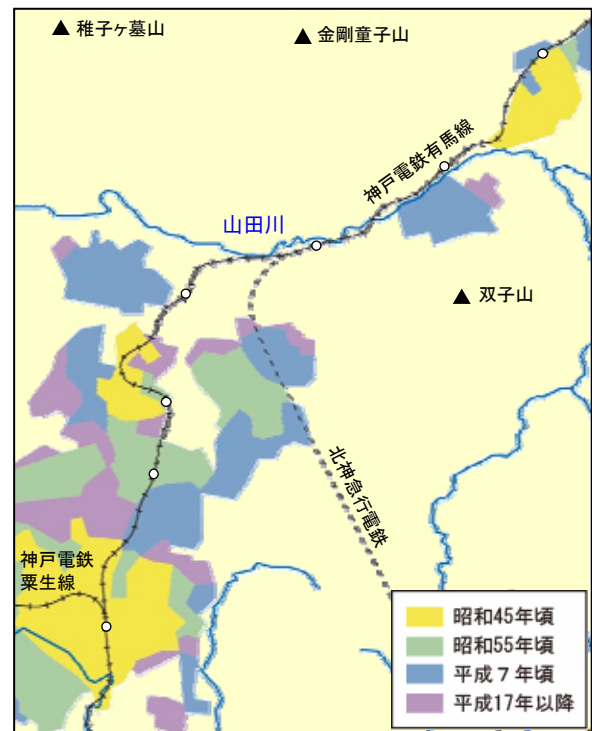 稚子ヶ墓山
金剛童子山
神戸電鉄有馬線
山田川
双子山
北神急行電鉄
神戸電鉄
粟生線
昭和45年頃
昭和55年頃
平成７年頃
平成17年以降